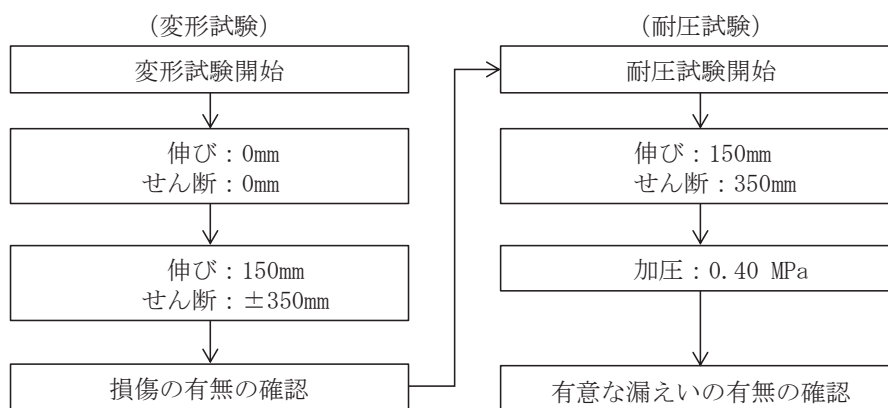 (変形試験)
変形試験開始
伸び：0mm
せん断：0mm
伸び：150mm
せん断：±350mm
損傷の有無の確認
(耐圧試験)
耐圧試験開始
伸び：150mm
せん断：350mm
加圧：0.40 MPa
有意な漏えいの有無の確認